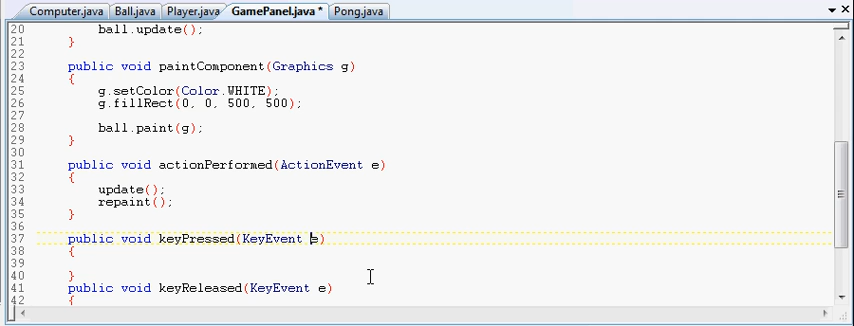 Computer.java Ball.java Player.java GamePanel.java * Pong.java
20 ball.update();
21 }
22
23 public void paintComponent(Graphics g)
24 {
25 g.setColor(Color.WHITE);
26 g.fillRect(0, 0, 500, 500);
27
28 ball.paint(g);
29 }
30
31 public void actionPerformed(ActionEvent e)
32 {
33 update();
34 repaint();
35 }
36
37 public void keyPressed(KeyEvent e)
38 {
39
40 }
41 public void keyReleased(KeyEvent e)
42 {